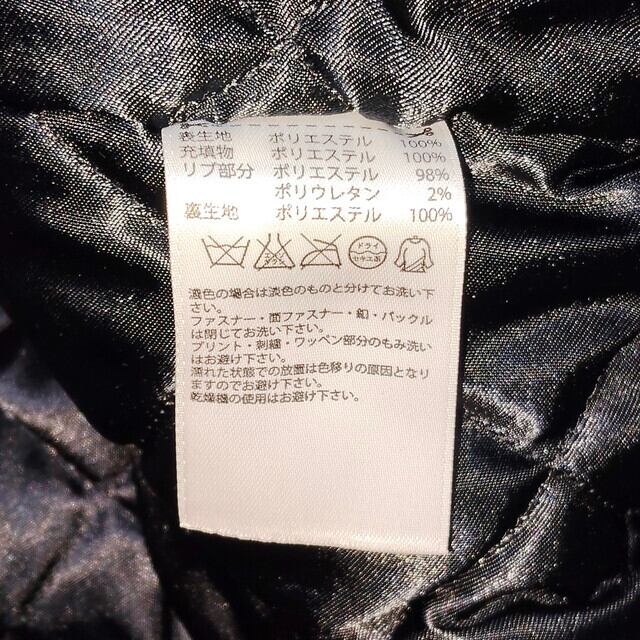 表生地 ポリエステル 100%
充填物 ポリエステル 100%
リブ部分 ポリエステル 98%
ポリウレタン 2%
裏生地 ポリエステル 100%
ドライ
セキユ系
濃色の場合は淡色のものと分けてお洗い下
さい。
ファスナー・面ファスナー・釦・バックル
は閉じてお洗い下さい。
プリント・刺繍・ワッペン部分のもみ洗い
はお避け下さい。
濡れた状態での放置は色移りの原因となり
ますのでお避け下さい。
乾燥機の使用はお避け下さい。